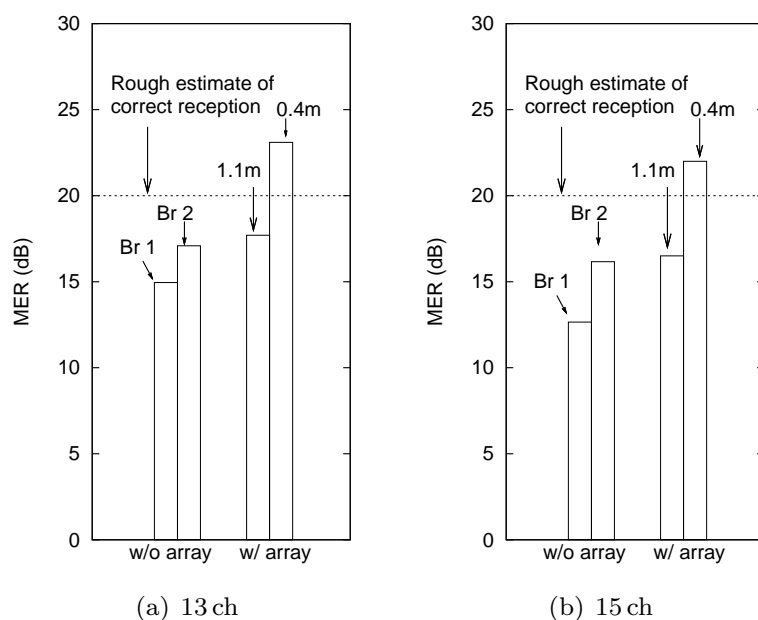 30
25
20
15
10
5
0
MER (dB)
Rough estimate of
correct reception
0.4m
1.1m
Br 2
Br 1
w/o array
w/ array
(a) 13 ch
30
25
20
15
10
5
0
MER (dB)
Rough estimate of
correct reception
0.4m
1.1m
Br 2
Br 1
w/o array
w/ array
(b) 15 ch